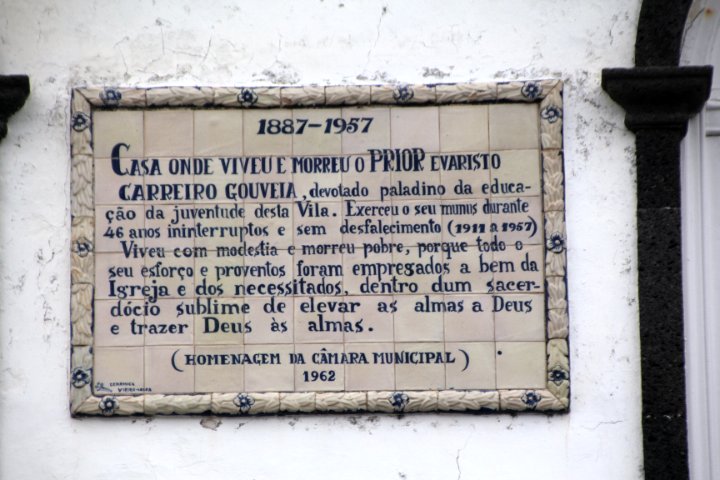 1887-1957
CASA ONDE VIVEU E MORREU O PRIOR EVARISTO
CARREIRO GOUVEIA, devotado paladino da educa-
ção da juventude desta Vila. Exerceu o seu munus durante
46 anos ininterruptos e sem desfalecimento (1911 a 1957)
Viveu com modestia e morreu pobre, porque todo o
seu esforço e proventos foram empregados a bem da
Igreja e dos necessitados, dentro dum sacer-
dócio sublime de elevar as almas a Deus
e trazer Deus às almas.
(HOMENAGEM DA CÂMARA MUNICIPAL)
1962
CERAMICA